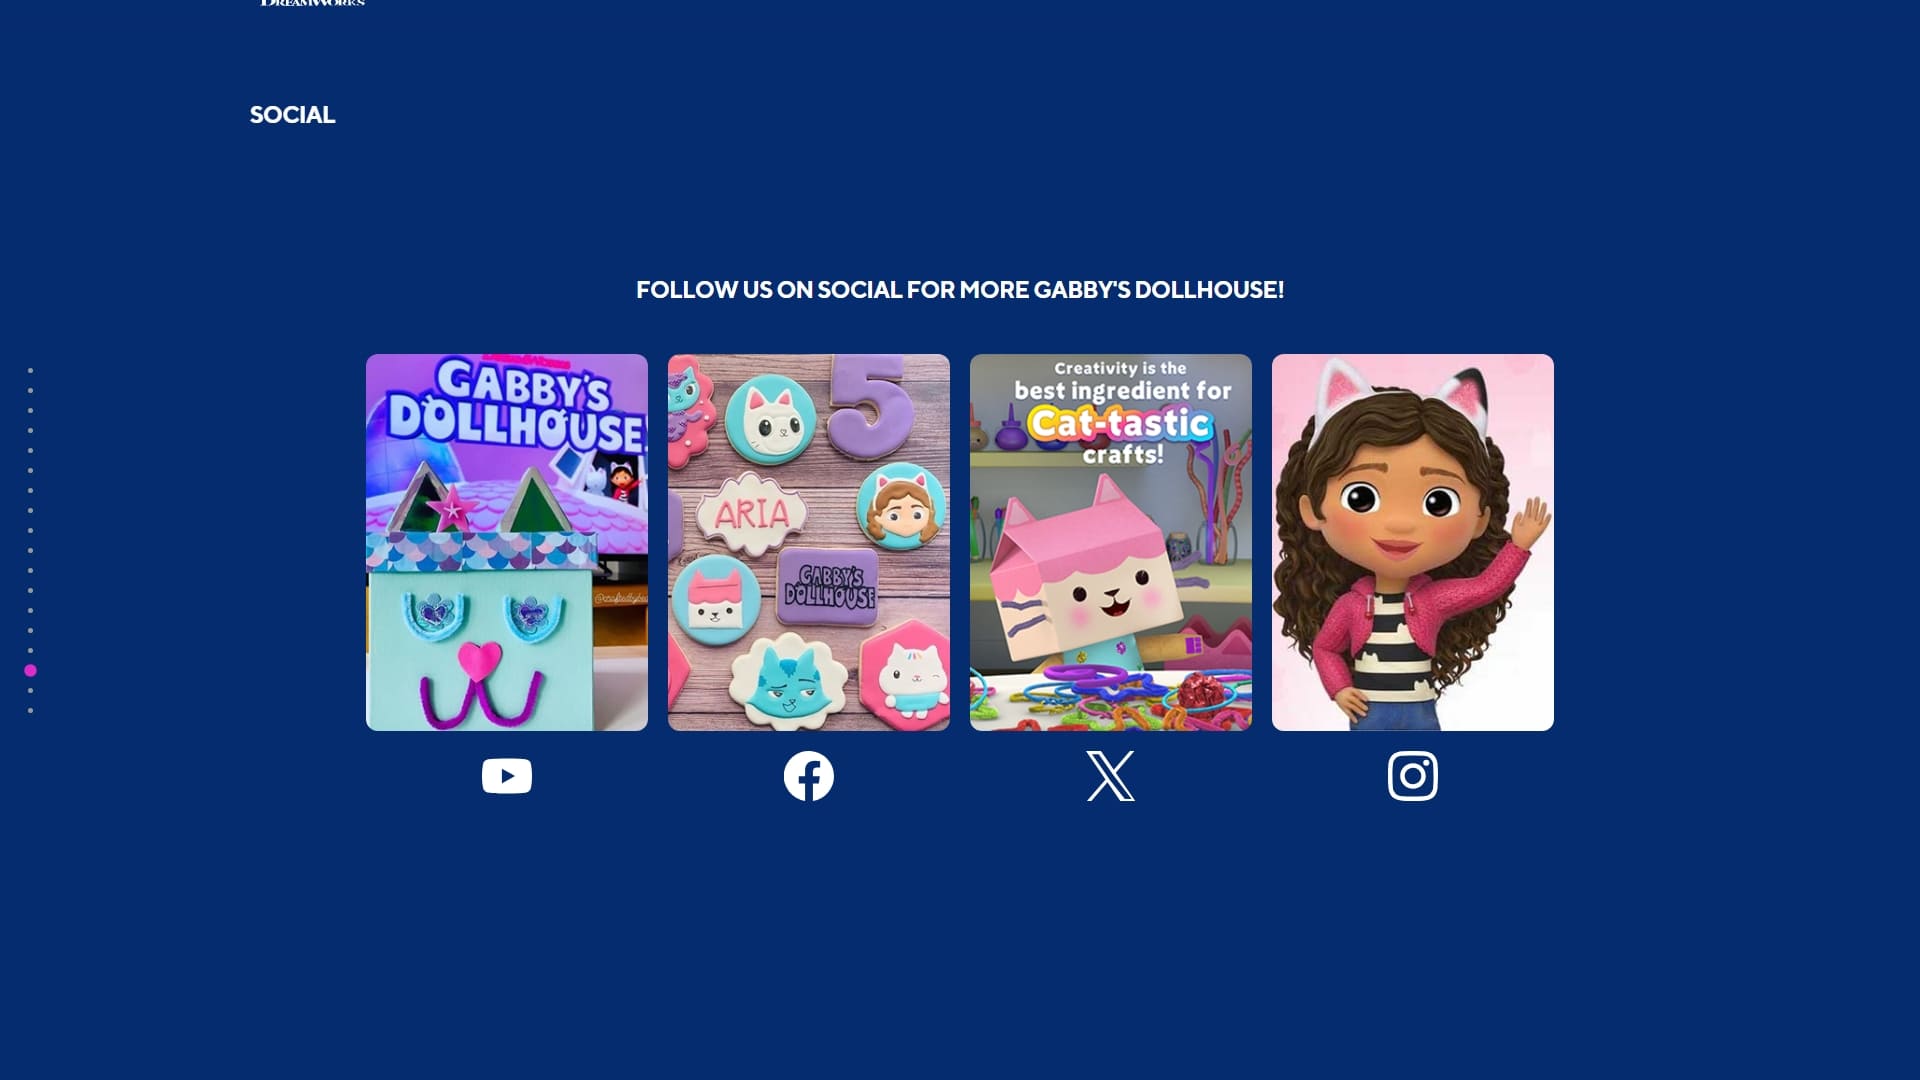 DREAMWORKS
SOCIAL
FOLLOW US ON SOCIAL FOR MORE GABBY'S DOLLHOUSE!
GABBY'S
DOLLHOUSE
5
ARIA
GABBY'S
DOLLHOUSE
Creativity is the
best ingredient for
Cat-tastic
crafts!